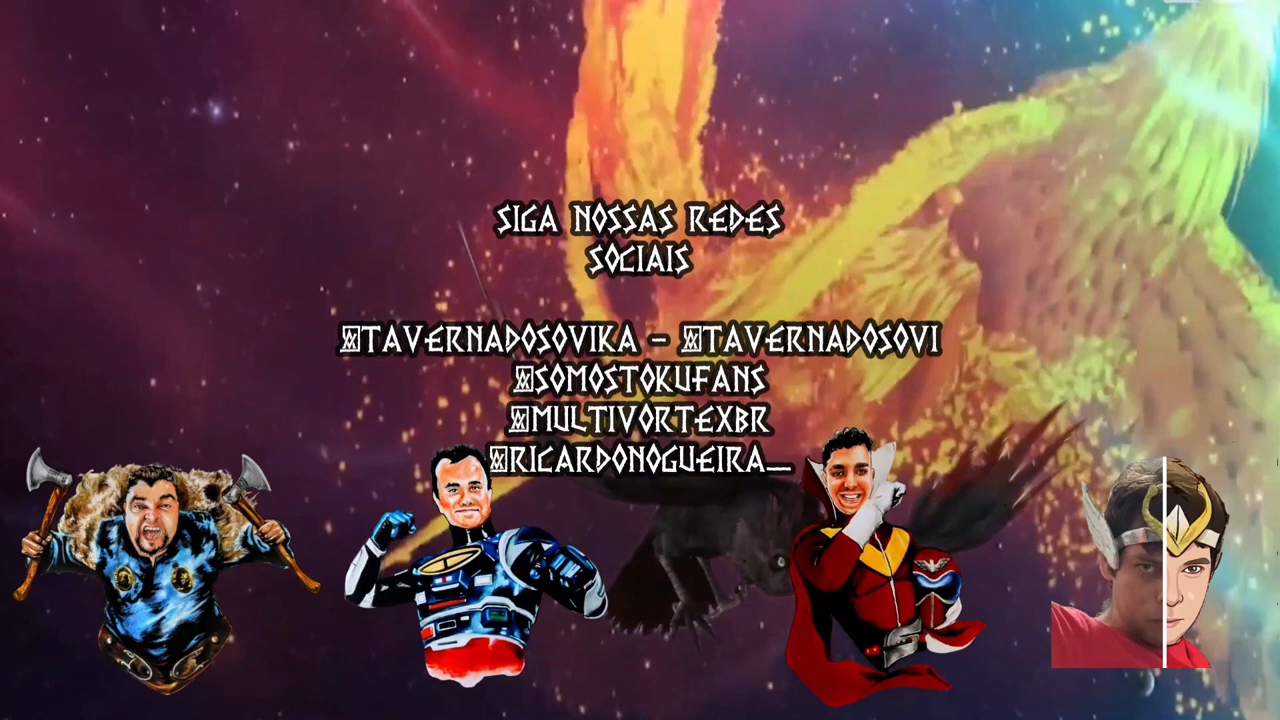 SIGA NOSSAS REDES
SOCIAIS
@TAVERNADOSOVIKA - @TAVERNADOSOVI
@SOMOSTOKUFANS
@MULTIVORTEXBR
@RICARDONOGUEIRA_